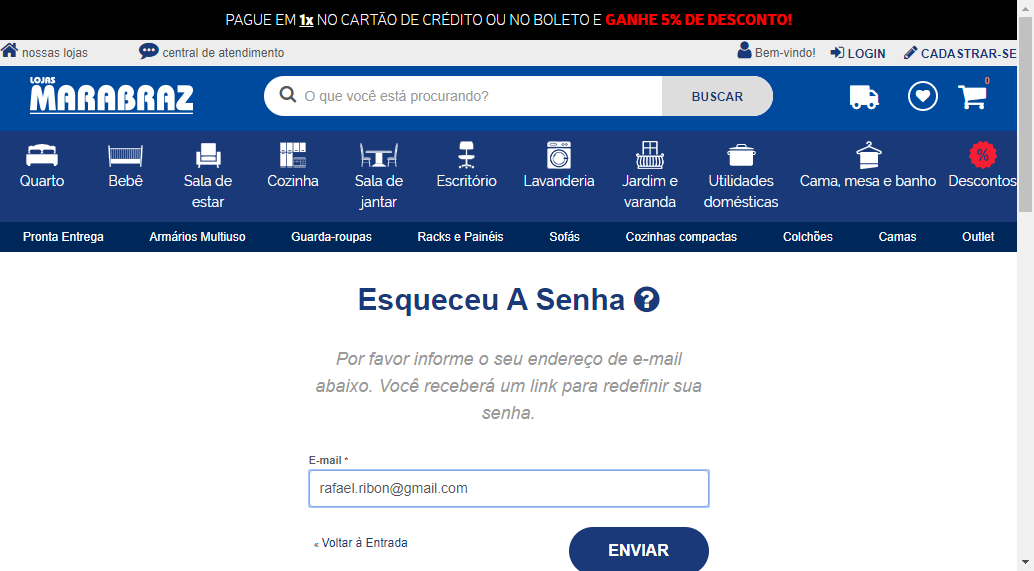 PAGUE EM 1x NO CARTÃO DE CRÉDITO OU NO BOLETO E GANHE 5% DE DESCONTO!
nossas lojas central de atendimento Bem-vindo! LOGIN CADASTRAR-SE
LOJAS
MARABRAZ
O que você está procurando? BUSCAR 0
Quarto Bebê Sala de estar Cozinha Sala de jantar Escritório Lavanderia Jardim e varanda Utilidades domésticas Cama, mesa e banho % Descontos
Pronta Entrega Armários Multiuso Guarda-roupas Racks e Painéis Sofás Cozinhas compactas Colchões Camas Outlet
Esqueceu A Senha ?
Por favor informe o seu endereço de e-mail
abaixo. Você receberá um link para redefinir sua
senha.
E-mail *
rafael.ribon@gmail.com
« Voltar à Entrada ENVIAR